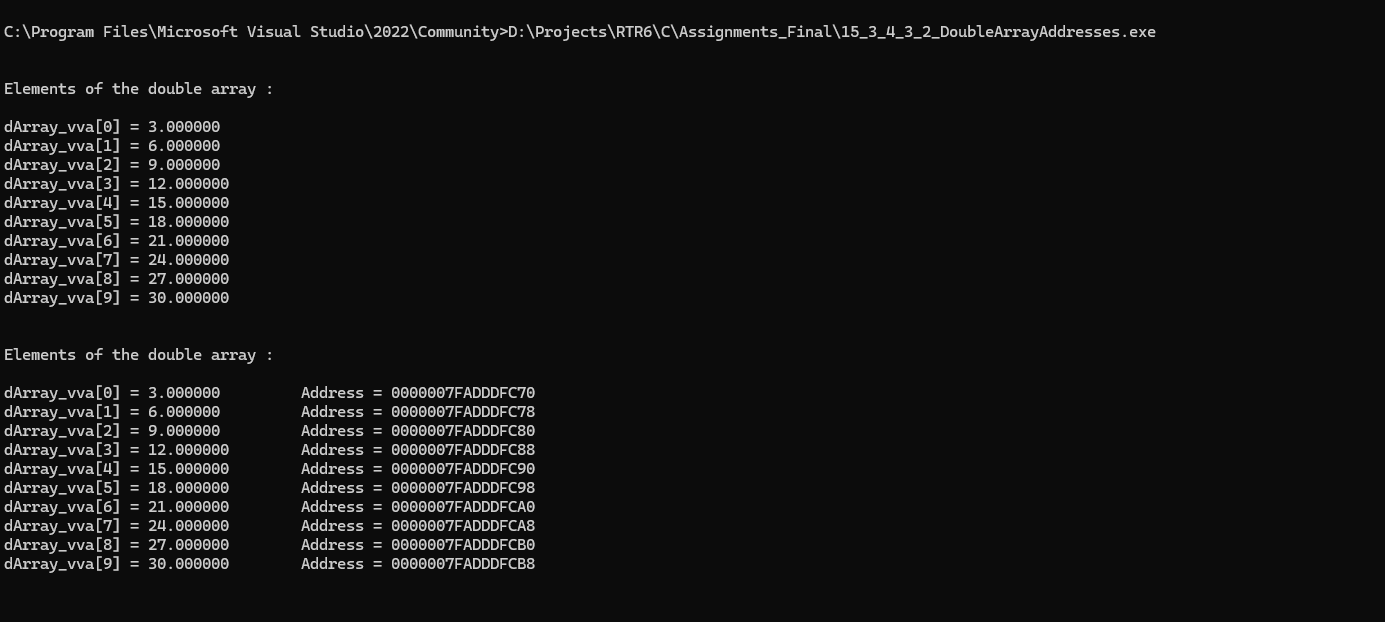 C:\Program Files\Microsoft Visual Studio\2022\Community>D:\Projects\RTR6\C\Assignments_Final\15_3_4_3_2_DoubleArrayAddresses.exe
Elements of the double array :
dArray_vva[0] = 3.000000
dArray_vva[1] = 6.000000
dArray_vva[2] = 9.000000
dArray_vva[3] = 12.000000
dArray_vva[4] = 15.000000
dArray_vva[5] = 18.000000
dArray_vva[6] = 21.000000
dArray_vva[7] = 24.000000
dArray_vva[8] = 27.000000
dArray_vva[9] = 30.000000
Elements of the double array :
dArray_vva[0] = 3.000000         Address = 0000007FADDDFC70
dArray_vva[1] = 6.000000         Address = 0000007FADDDFC78
dArray_vva[2] = 9.000000         Address = 0000007FADDDFC80
dArray_vva[3] = 12.000000        Address = 0000007FADDDFC88
dArray_vva[4] = 15.000000        Address = 0000007FADDDFC90
dArray_vva[5] = 18.000000        Address = 0000007FADDDFC98
dArray_vva[6] = 21.000000        Address = 0000007FADDDFCA0
dArray_vva[7] = 24.000000        Address = 0000007FADDDFCA8
dArray_vva[8] = 27.000000        Address = 0000007FADDDFCB0
dArray_vva[9] = 30.000000        Address = 0000007FADDDFCB8